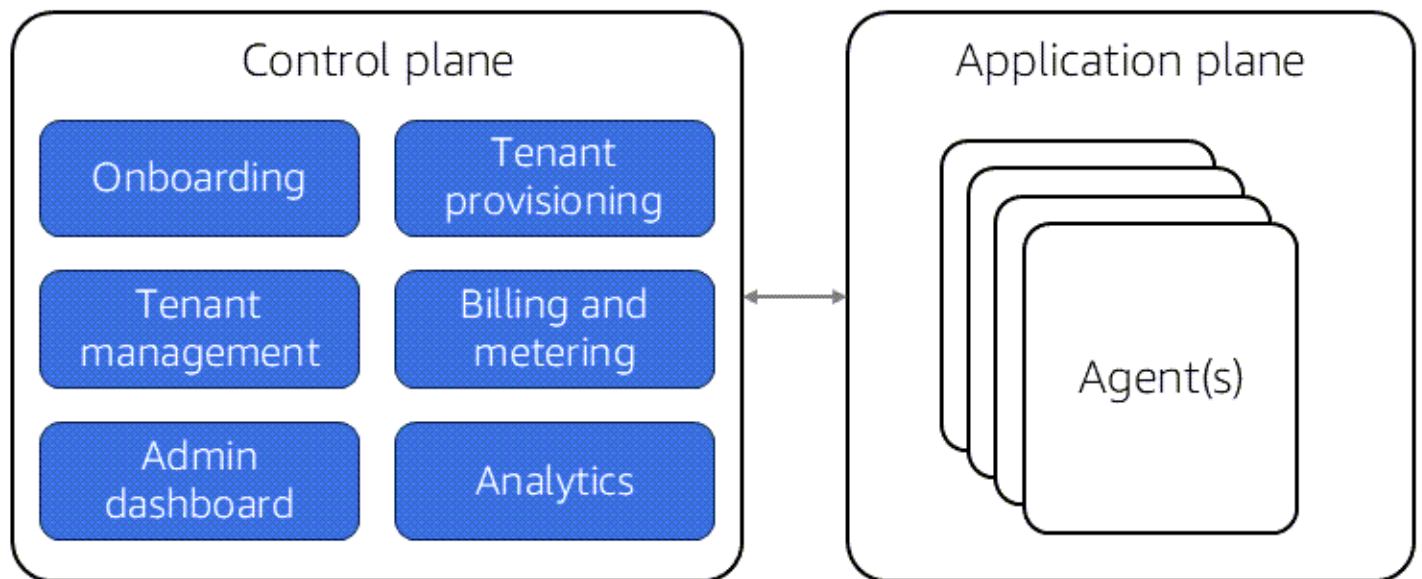 Control plane
Onboarding
Tenant
provisioning
Tenant
management
Billing and
metering
Admin
dashboard
Analytics
Application plane
Agent(s)